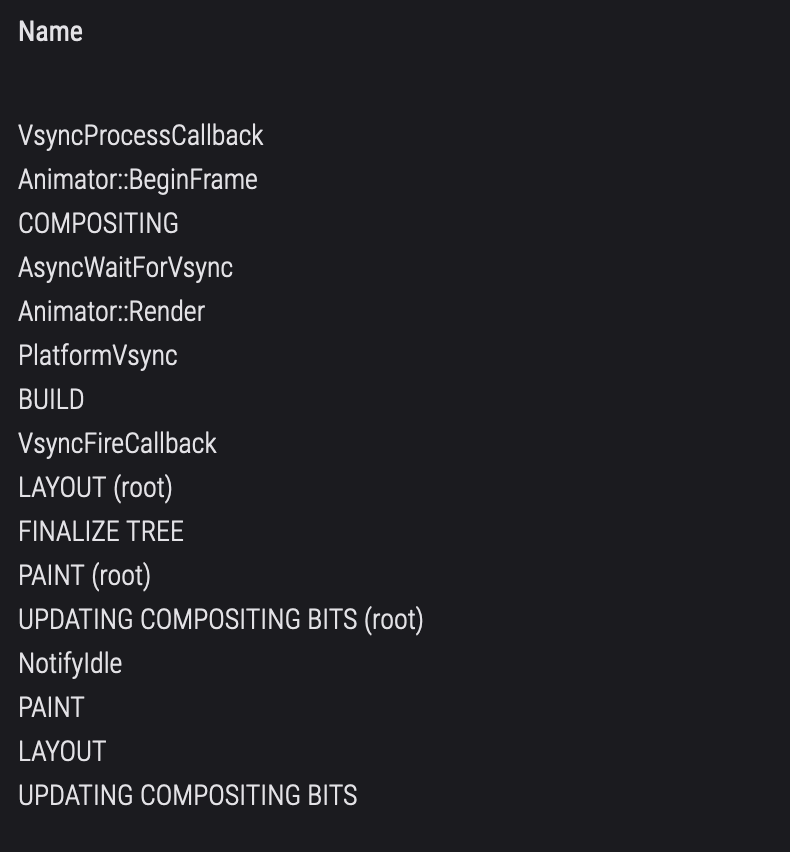 Name
VsyncProcessCallback
Animator::BeginFrame
COMPOSITING
AsyncWaitForVsync
Animator::Render
PlatformVsync
BUILD
VsyncFireCallback
LAYOUT (root)
FINALIZE TREE
PAINT (root)
UPDATING COMPOSITING BITS (root)
NotifyIdle
PAINT
LAYOUT
UPDATING COMPOSITING BITS